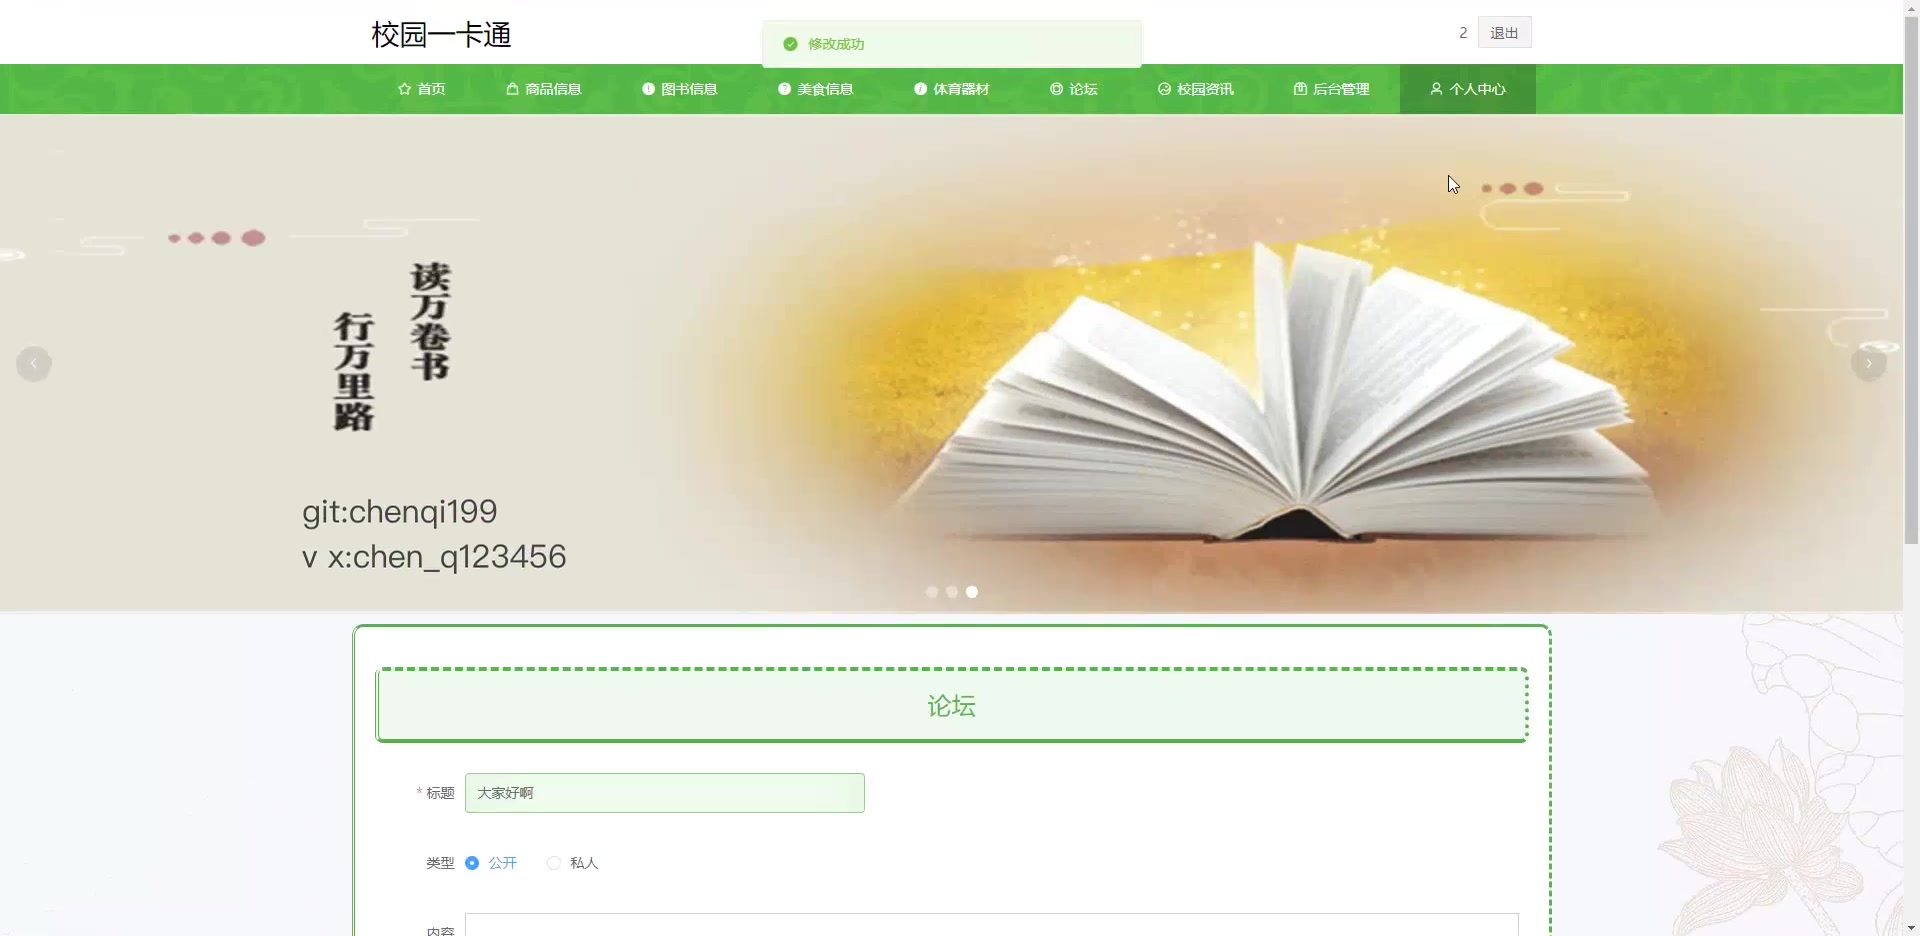 校园一卡通
修改成功
2 退出
首页 商品信息 图书信息 美食信息 体育器材 论坛 校园资讯 后台管理 个人中心
读万卷书
行万里路
git:chenqi199
v x:chen_q123456
论坛
* 标题 大家好啊
类型 公开 私人
内容